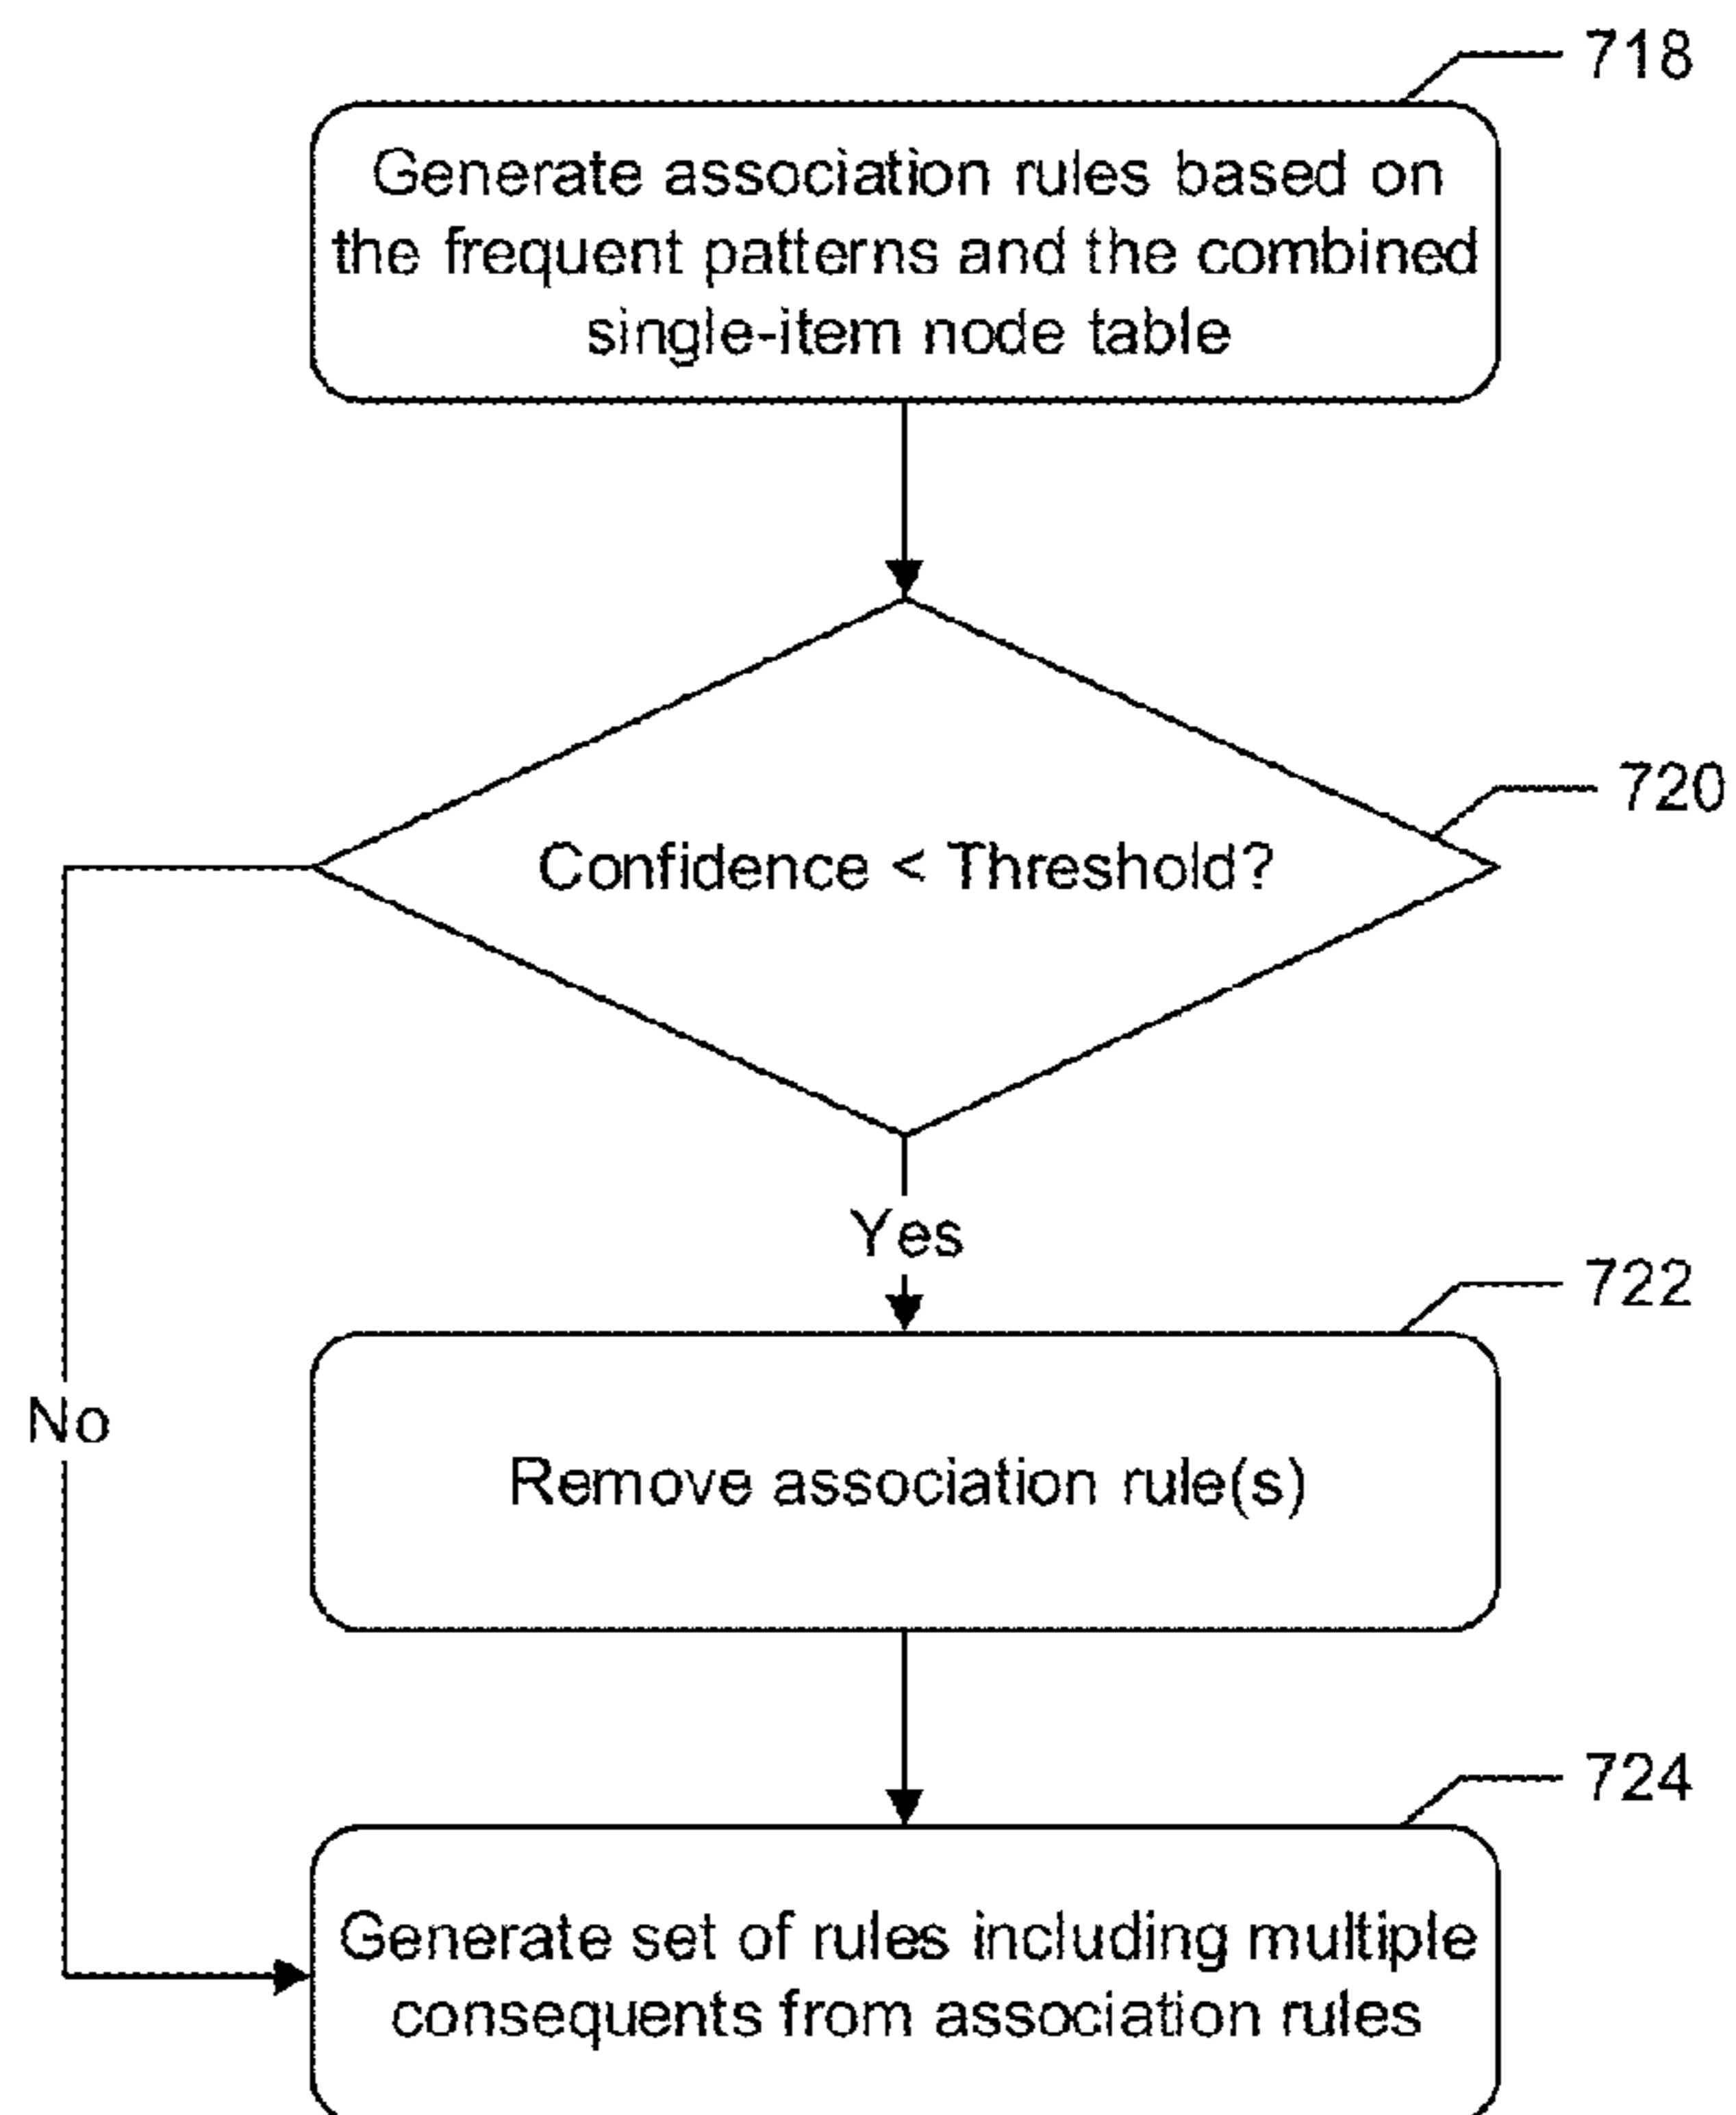 718
Generate association rules based on
the frequent patterns and the combined
single-item node table
720
Confidence < Threshold?
Yes
722
No
Remove association rule(s)
724
Generate set of rules including multiple
consequents from association rules